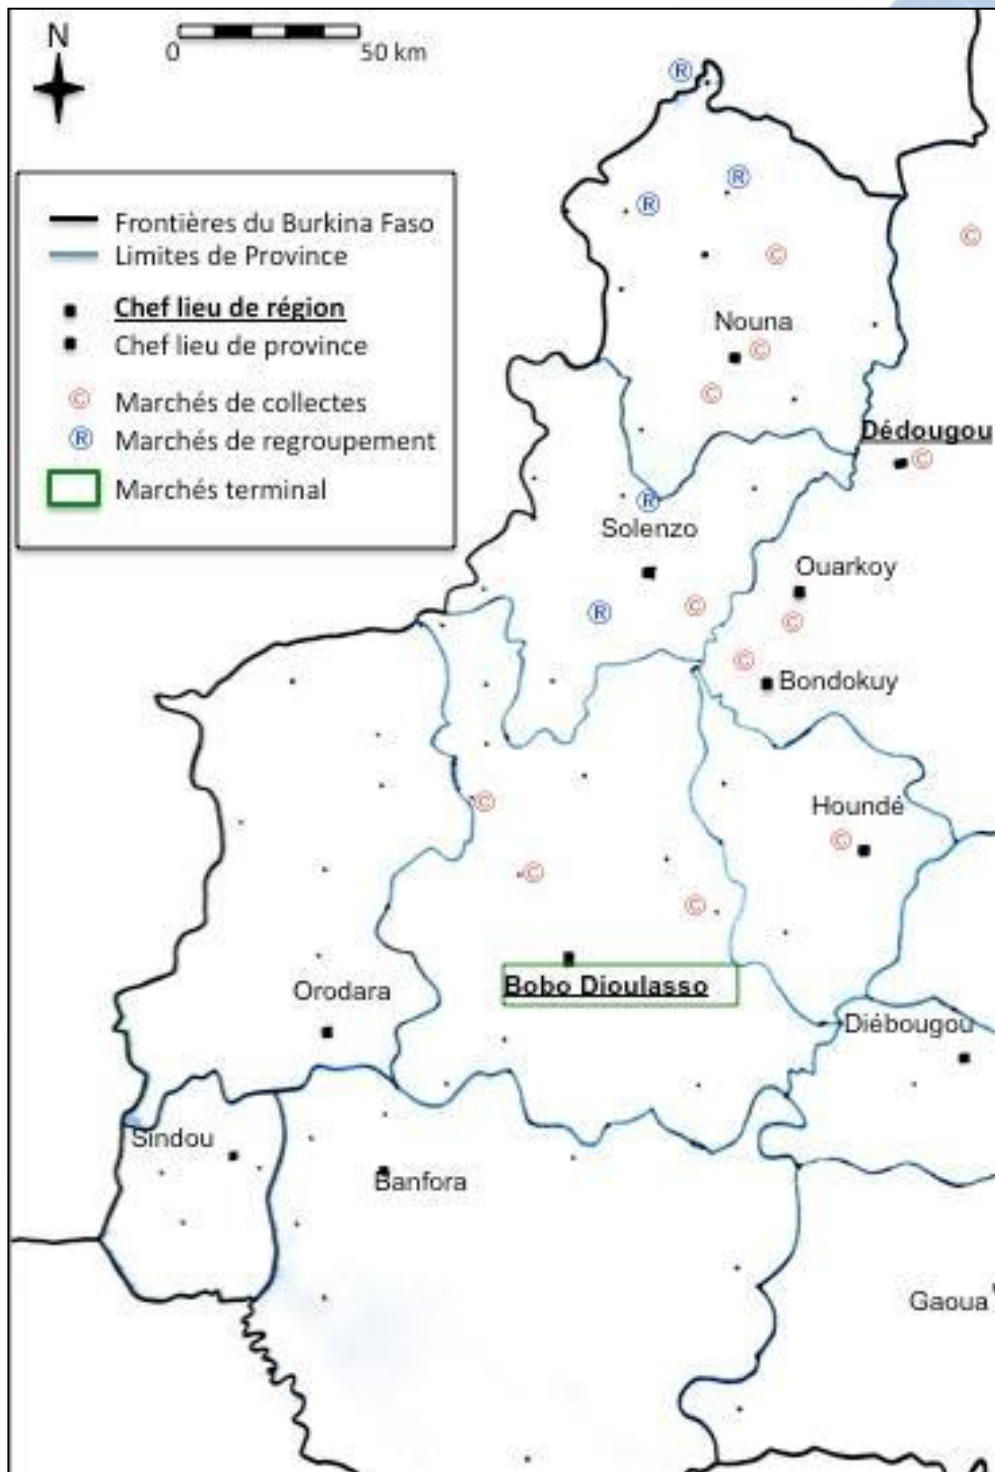 N
0 50 km
Frontières du Burkina Faso
Limites de Province
Chef lieu de région
Chef lieu de province
© Marchés de collectes
® Marchés de regroupement
Marchés terminal
®
®
®
©
©
Nouna
©
©
Dédougou
©
®
Solenzo
Ouarkoy
®
©
©
©
Bondokuy
©
Houndé
©
©
©
Bobo Dioulasso
Orodara
Diébougou
Sindou
Banfora
Gaoua